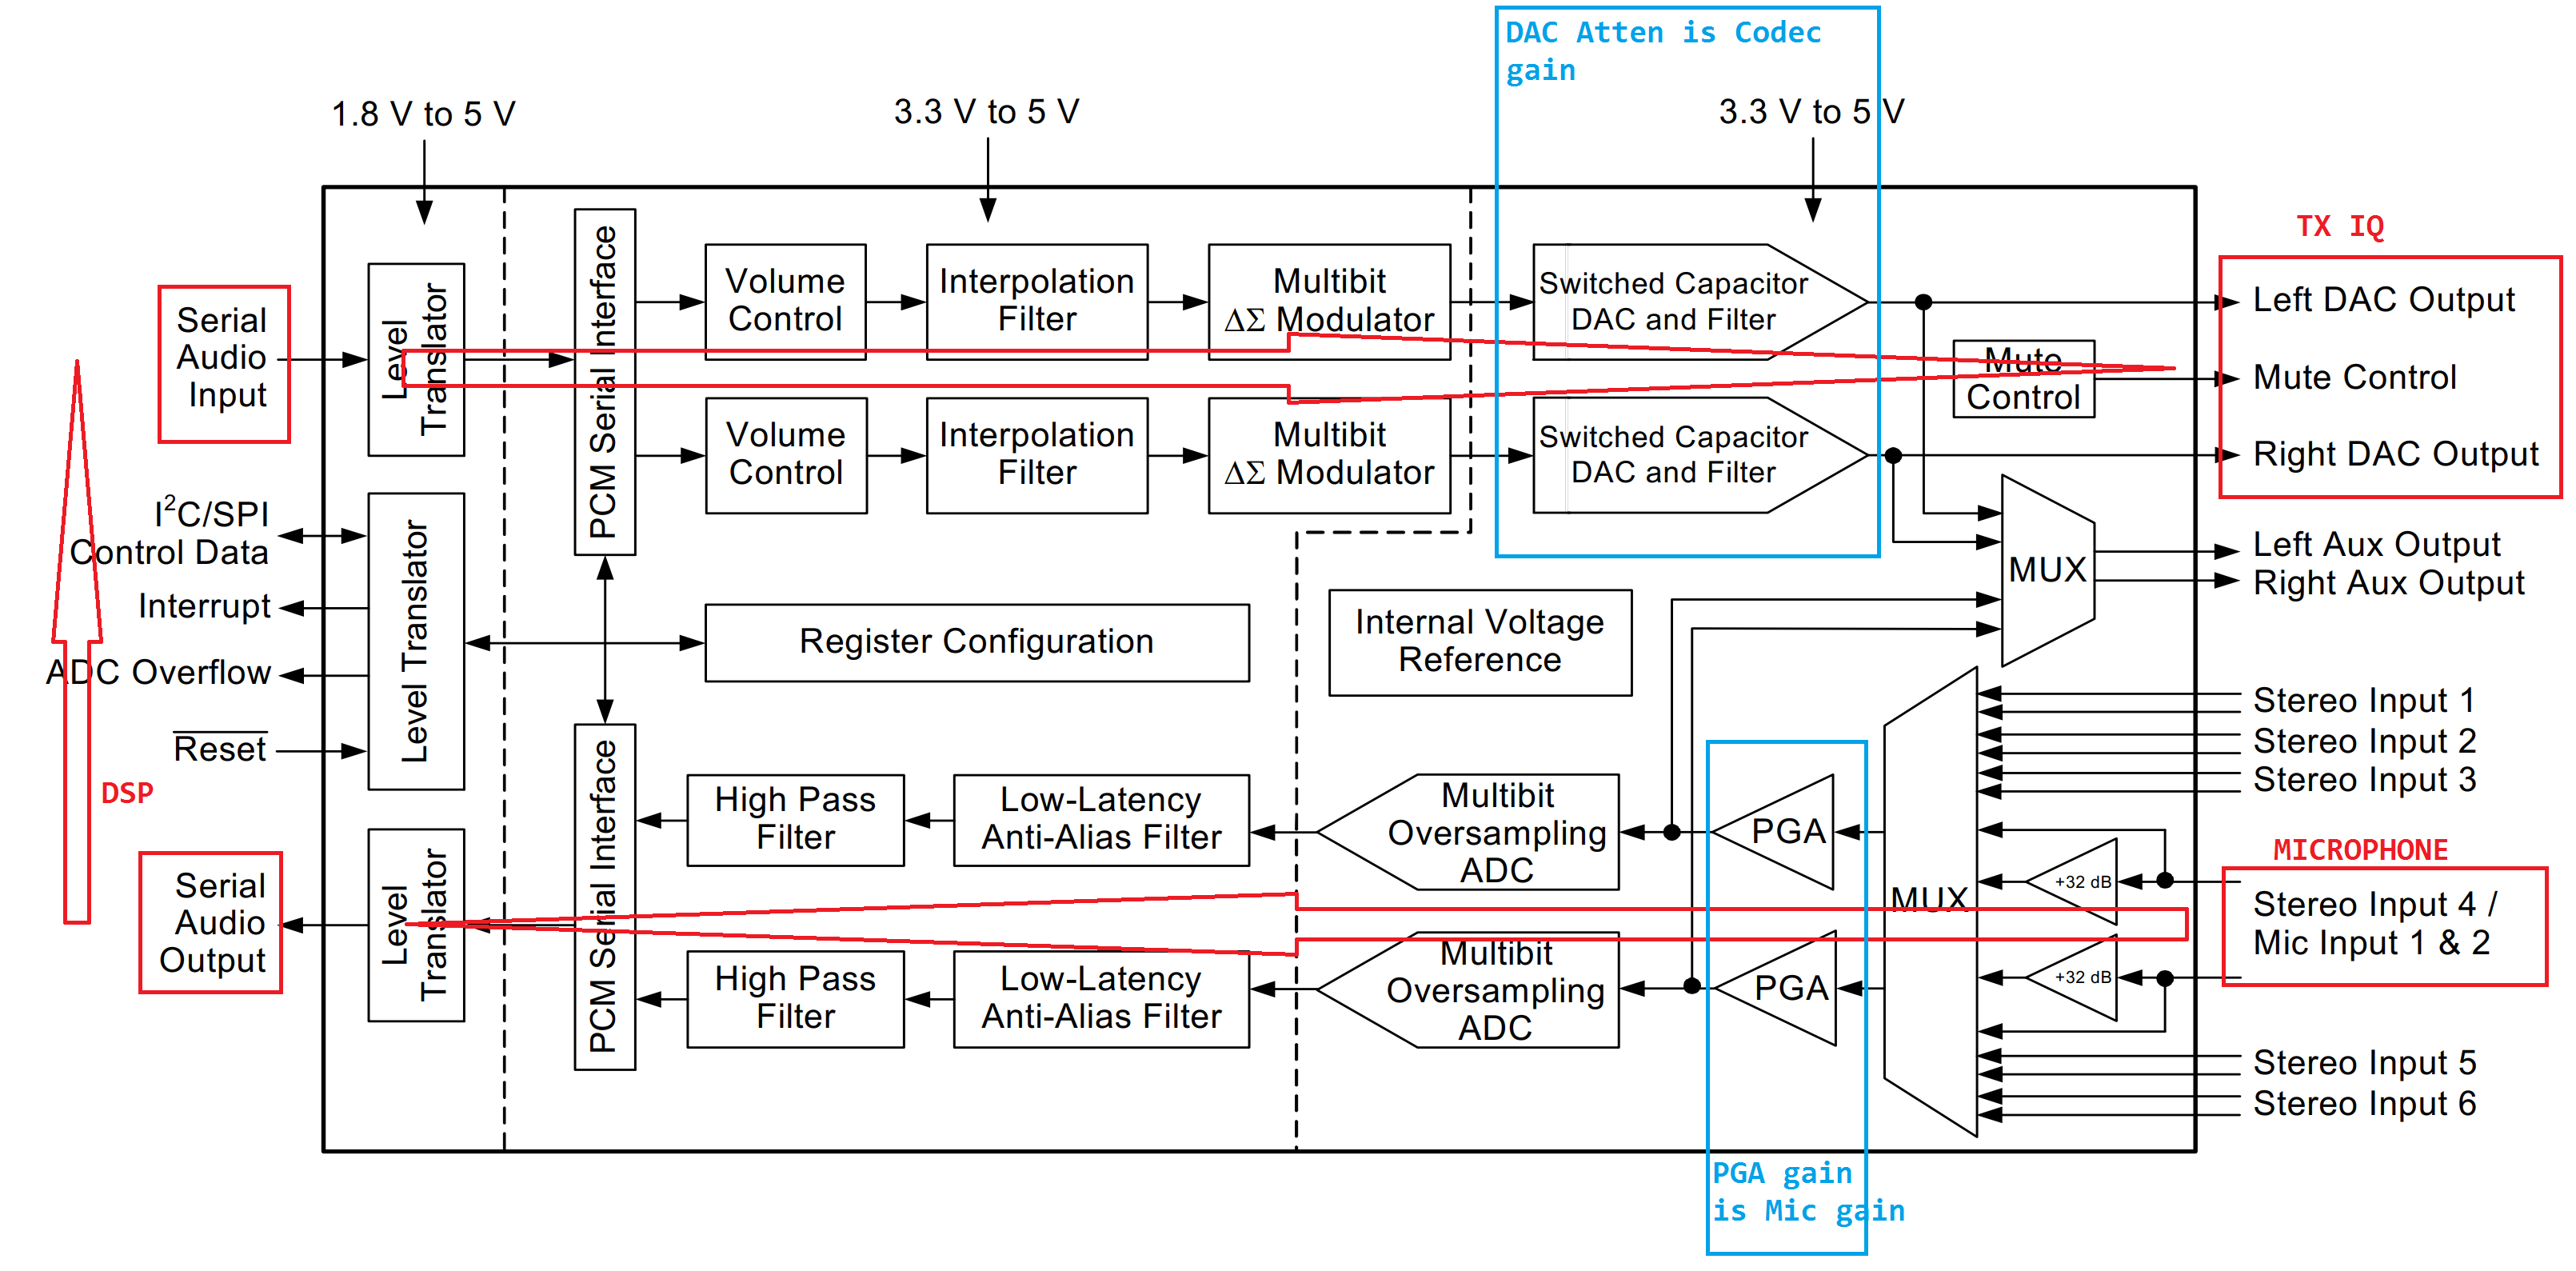 DAC Atten is Codec
gain
1.8 V to 5 V
3.3 V to 5 V
3.3 V to 5 V
TX IQ
Serial
Audio
Input
Level
Translator
PCM Serial Interface
Volume
Control
Interpolation
Filter
Multibit
ΔΣ Modulator
Switched Capacitor
DAC and Filter
Left DAC Output
Mute
Control
Mute Control
Volume
Control
Interpolation
Filter
Multibit
ΔΣ Modulator
Switched Capacitor
DAC and Filter
Right DAC Output
I²C/SPI
Control Data
Interrupt
ADC Overflow
Reset
Level Translator
Register Configuration
Internal Voltage
Reference
MUX
Left Aux Output
Right Aux Output
DSP
Serial
Audio
Output
Level
Translator
PCM Serial Interface
High Pass
Filter
Low-Latency
Anti-Alias Filter
Multibit
Oversampling
ADC
PGA
High Pass
Filter
Low-Latency
Anti-Alias Filter
Multibit
Oversampling
ADC
PGA
MUX
+32 dB
+32 dB
Stereo Input 1
Stereo Input 2
Stereo Input 3
MICROPHONE
Stereo Input 4 /
Mic Input 1 & 2
Stereo Input 5
Stereo Input 6
PGA gain
is Mic gain